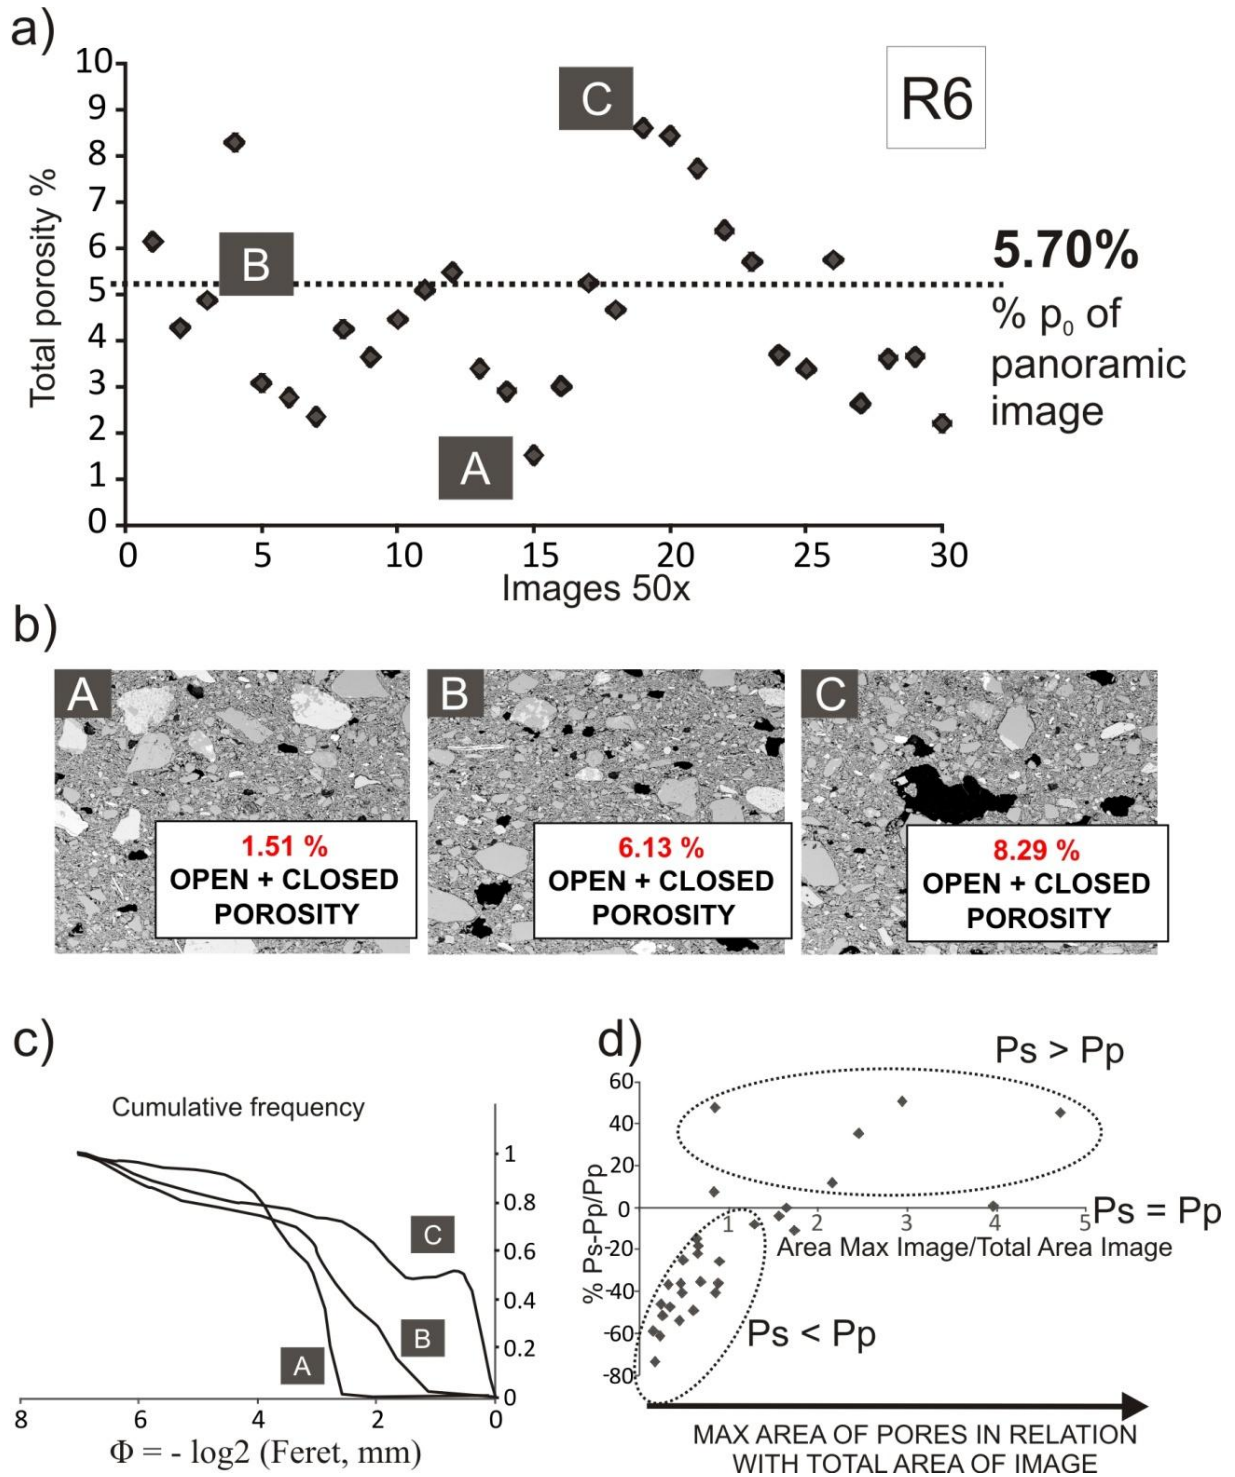 a)
Total porosity %
10
9
8
7
6
5
4
3
2
1
0
0 5 10 15 20 25 30
Images 50x
A
B
C
R6
5.70%
% p₀ of
panoramic
image
b)
A
1.51 %
OPEN + CLOSED
POROSITY
B
6.13 %
OPEN + CLOSED
POROSITY
C
8.29 %
OPEN + CLOSED
POROSITY
c)
Cumulative frequency
1
0.8
0.6
0.4
0.2
0
C
B
A
8 6 4 2 0
Φ = - log2 (Feret, mm)
d)
Ps > Pp
% Ps-Pp/Pp
60
40
20
0
-20
-40
-60
-80
1 2 3 4 5
Ps = Pp
Area Max Image/Total Area Image
Ps < Pp
MAX AREA OF PORES IN RELATION
WITH TOTAL AREA OF IMAGE